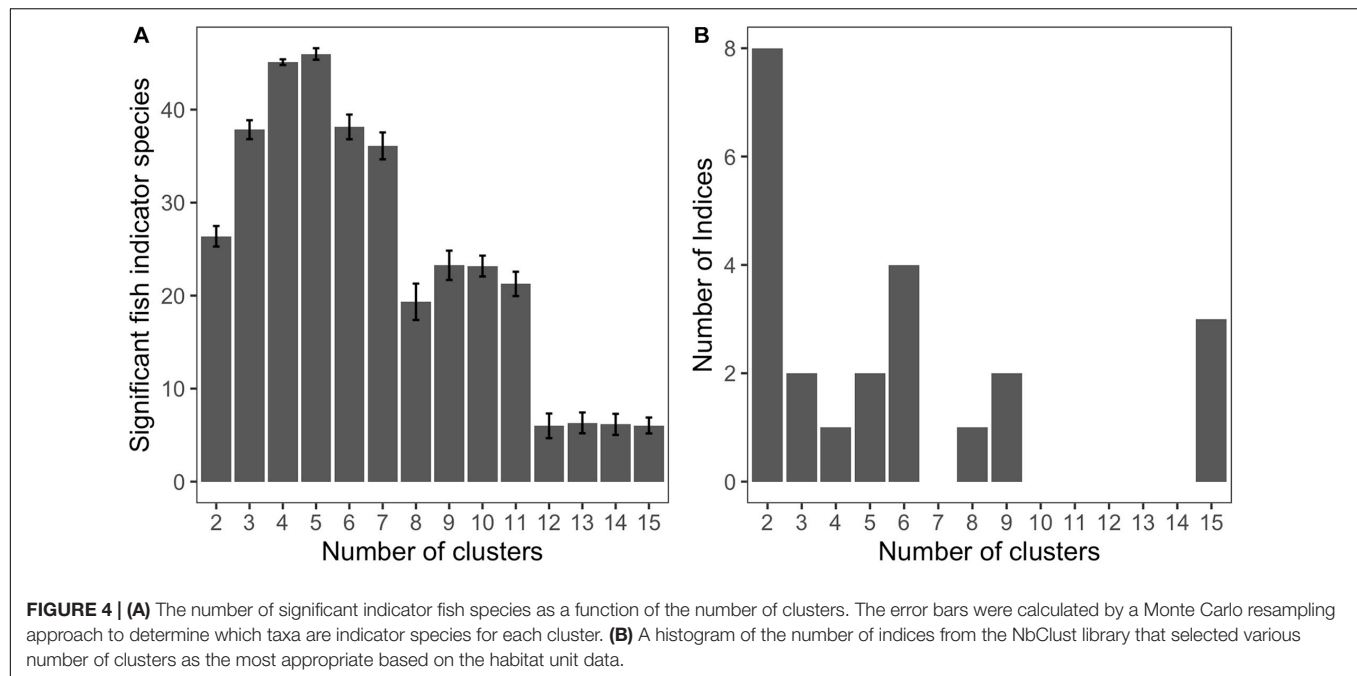 A
Significant fish indicator species
40
30
20
10
0
2 3 4 5 6 7 8 9 10 11 12 13 14 15
Number of clusters
B
Number of Indices
8
6
4
2
0
2 3 4 5 6 7 8 9 10 11 12 13 14 15
Number of clusters
FIGURE 4 | (A) The number of significant indicator fish species as a function of the number of clusters. The error bars were calculated by a Monte Carlo resampling
approach to determine which taxa are indicator species for each cluster. (B) A histogram of the number of indices from the NbClust library that selected various
number of clusters as the most appropriate based on the habitat unit data.